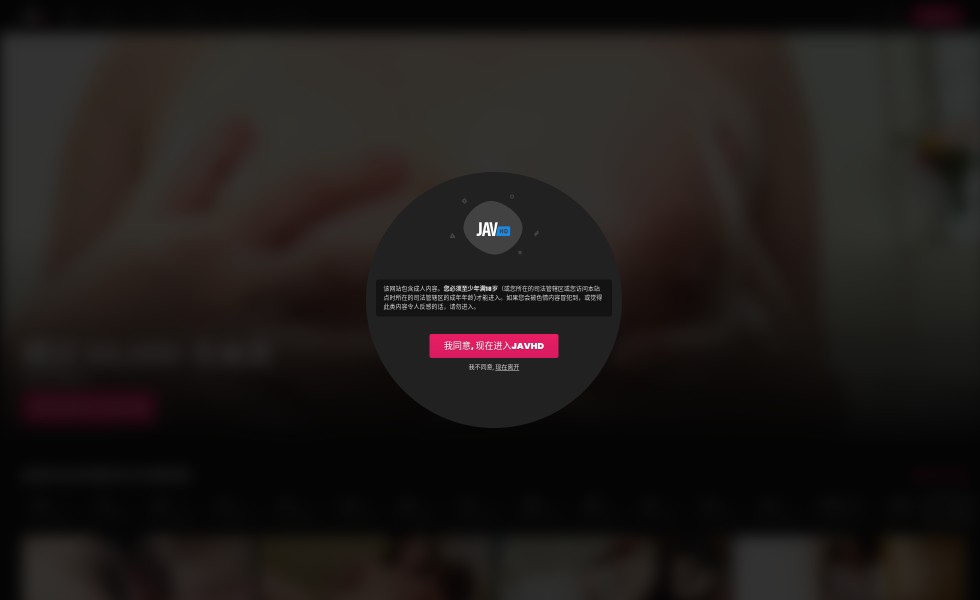 JAV HD
该网站包含成人内容。您必须至少年满18岁（或您所在的司法管辖区或您访问本站
点时所在的司法管辖区的成年年龄)才能进入。如果您会被色情内容冒犯到，或觉得
此类内容令人反感的话，请勿进入。
我同意, 现在进入JAVHD
我不同意, 现在离开